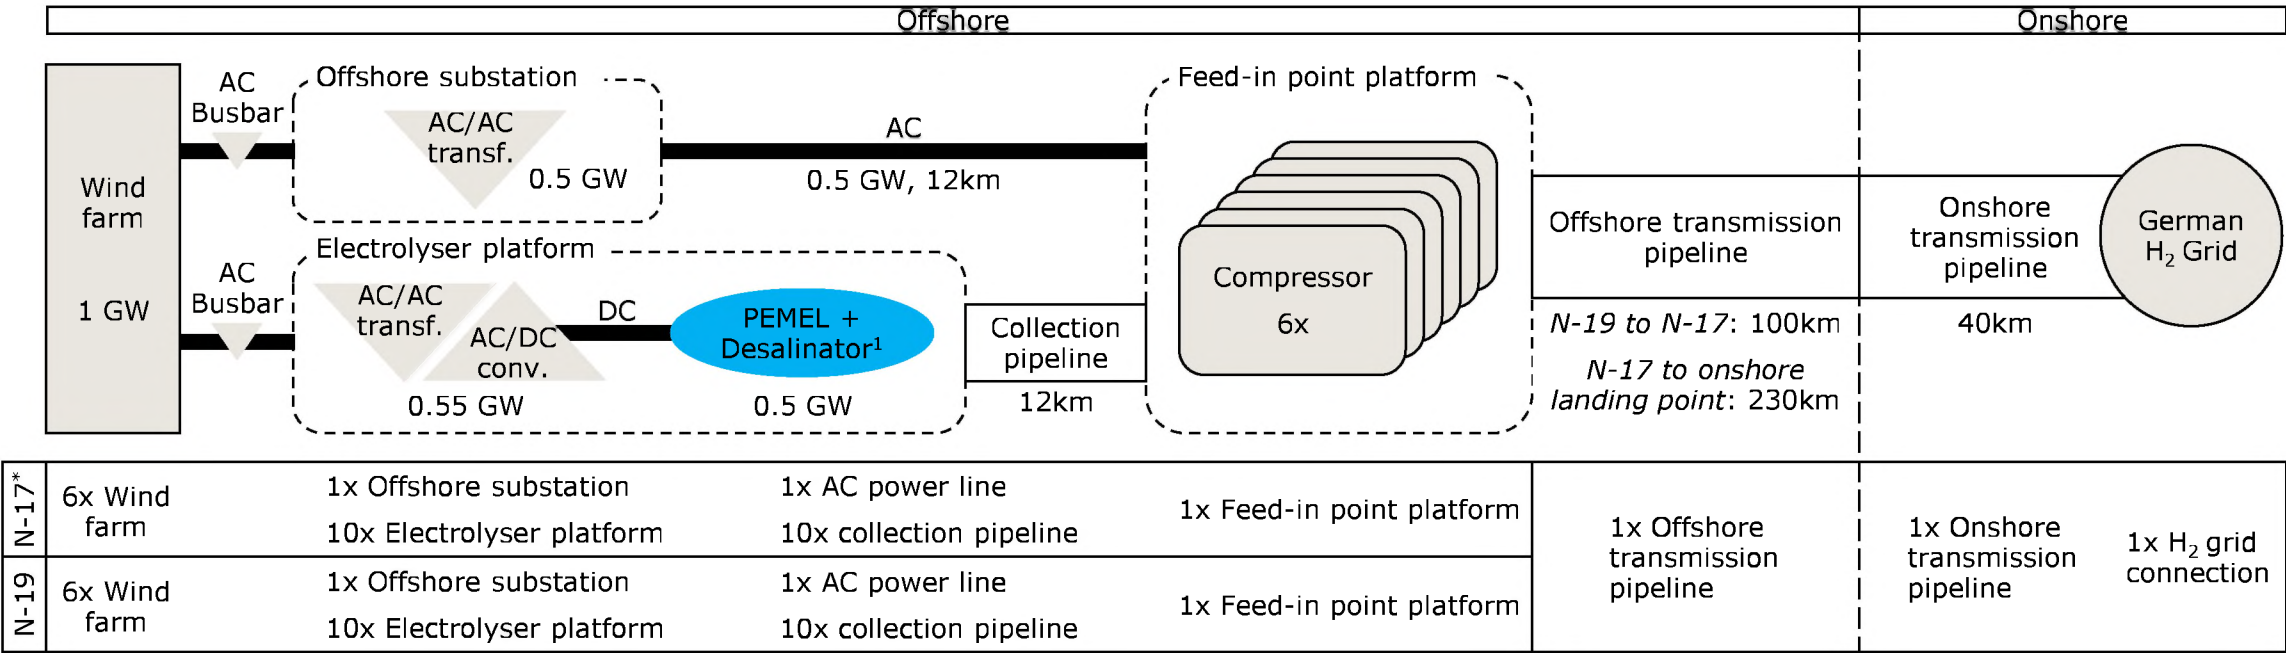 Offshore
Onshore
Wind
farm
1 GW
AC
Busbar
Offshore substation
AC/AC
transf.
0.5 GW
AC
0.5 GW, 12km
AC
Busbar
Electrolyser platform
AC/AC
transf.
AC/DC
conv.
0.55 GW
DC
PEMEL +
Desalinator¹
0.5 GW
Collection
pipeline
12km
Feed-in point platform
Compressor
6x
Offshore transmission
pipeline
N-19 to N-17: 100km
N-17 to onshore
landing point: 230km
Onshore
transmission
pipeline
40km
German
H₂ Grid
N-17*
6x Wind
farm
1x Offshore substation
10x Electrolyser platform
1x AC power line
10x collection pipeline
1x Feed-in point platform
N-19
6x Wind
farm
1x Offshore substation
10x Electrolyser platform
1x AC power line
10x collection pipeline
1x Feed-in point platform
1x Offshore
transmission
pipeline
1x Onshore
transmission
pipeline
1x H₂ grid
connection